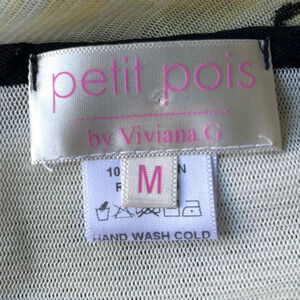 petit pois
by Viviana G
M
HAND WASH COLD